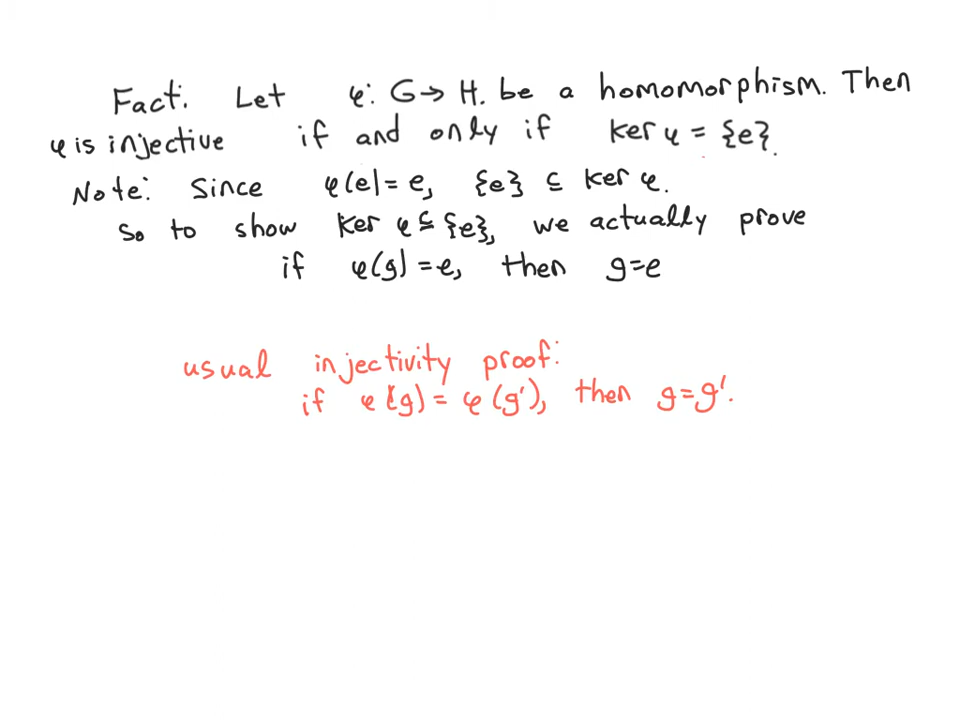 Fact. Let φ: G→ H. be a homomorphism. Then
φ is injective if and only if ker φ = {e}.
Note: Since φ(e)= e, {e} ⊆ ker φ.
So to show ker φ ⊆ {e}, we actually prove
if φ(g) = e, then g=e
usual injectivity proof:
if φ(g) = φ(g'), then g=g'.